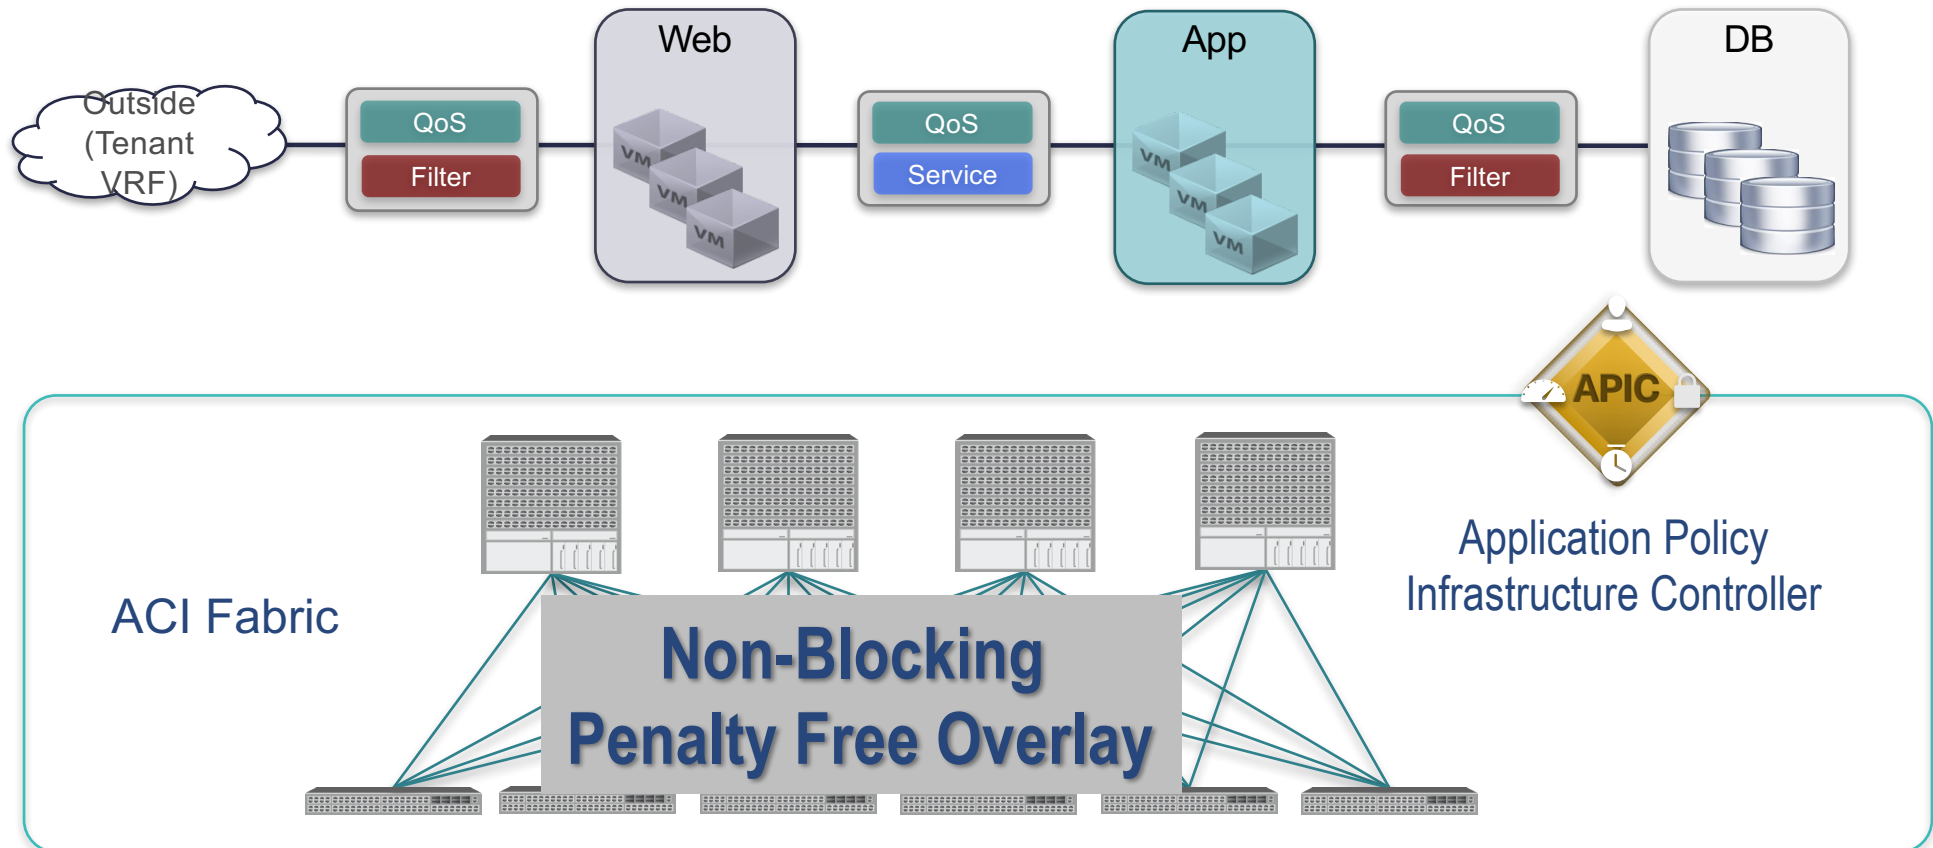 Web
App
DB
Outside
(Tenant
VRF)
QoS
Filter
QoS
Service
QoS
Filter
VM
VM
VM
VM
VM
VM
APIC
ACI Fabric
Application Policy
Infrastructure Controller
Non-Blocking
Penalty Free Overlay